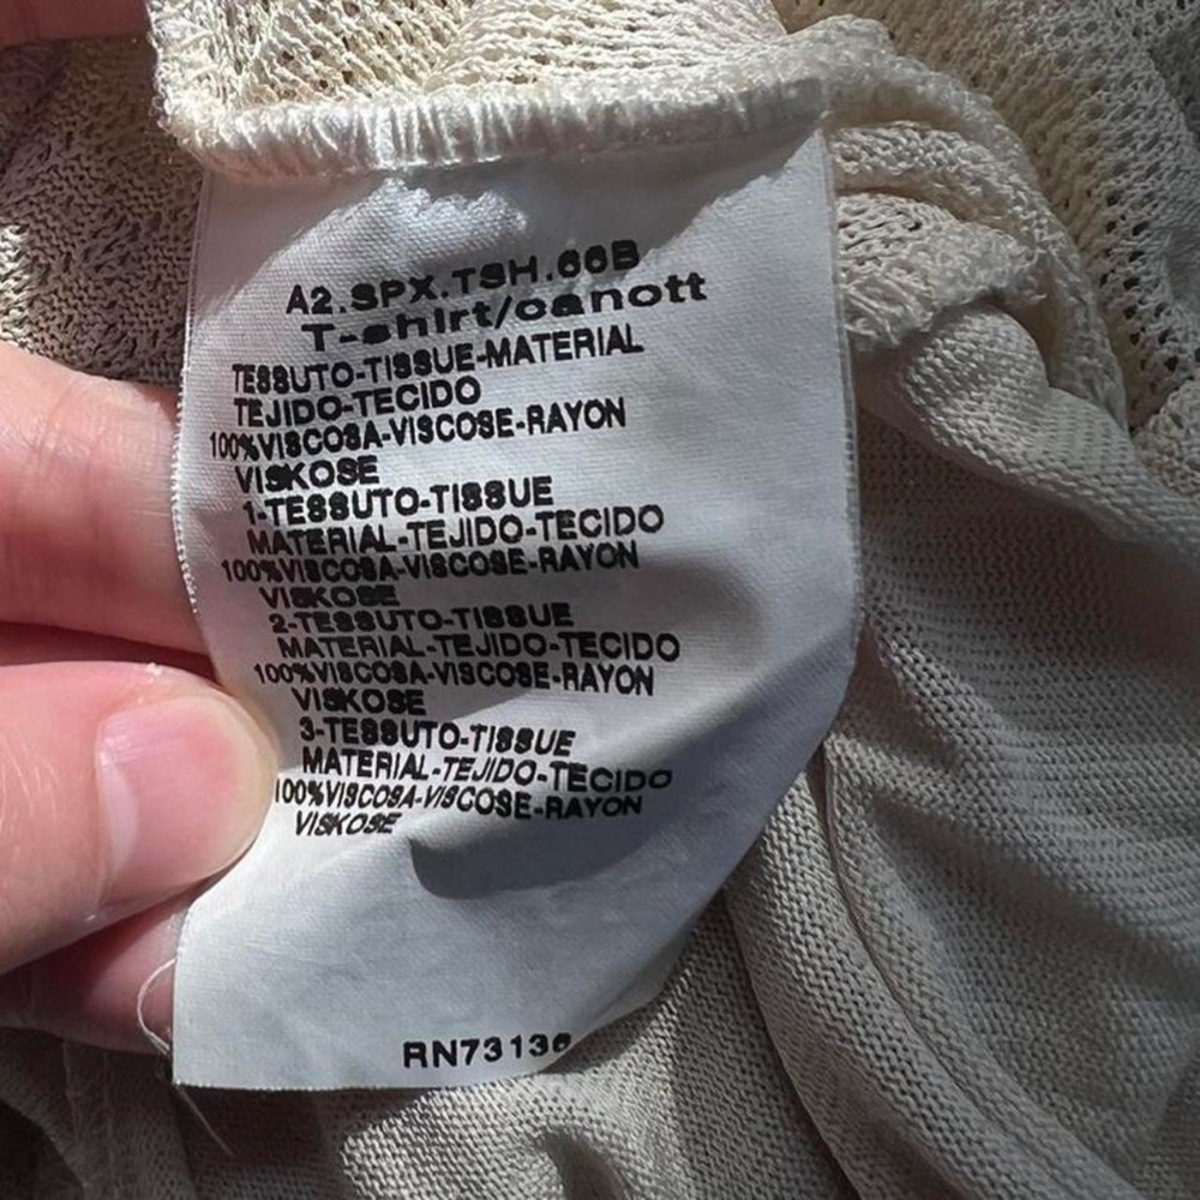 A2.SPX.TSH.66B
T-shirt/canott
TESSUTO-TISSUE-MATERIAL
TEJIDO-TECIDO
100%VISCOSA-VISCOSE-RAYON
VISKOSE
1-TESSUTO-TISSUE
MATERIAL-TEJIDO-TECIDO
100%VISCOSA-VISCOSE-RAYON
VISKOSE
2-TESSUTO-TISSUE
MATERIAL-TEJIDO-TECIDO
100%VISCOSA-VISCOSE-RAYON
VISKOSE
3-TESSUTO-TISSUE
MATERIAL-TEJIDO-TECIDO
100%VISCOSA-VISCOSE-RAYON
VISKOSE
RN73136